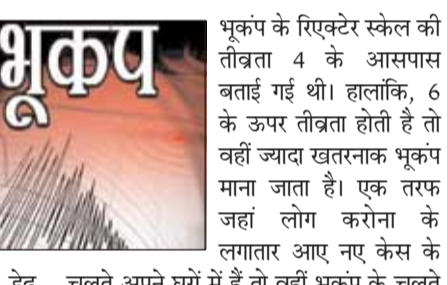 भूकंप
भूकंप के रिएक्टेर स्केल की
तीव्रता 4 के आसपास
बताई गई थी। हालांकि, 6
के ऊपर तीव्रता होती है तो
वहीं ज्यादा खतरनाक भूकंप
माना जाता है। एक तरफ
जहां लोग करोना के
लगातार आए नए केस के
चलते अपने घरों में हैं तो वहीं भूकंप के चलते